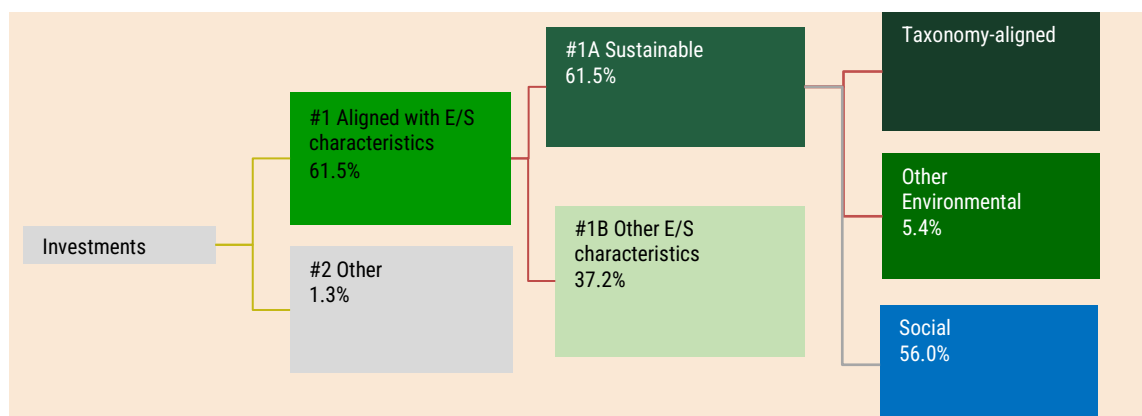 Investments
#1 Aligned with E/S
characteristics
61.5%
#2 Other
1.3%
#1A Sustainable
61.5%
#1B Other E/S
characteristics
37.2%
Taxonomy-aligned
Other
Environmental
5.4%
Social
56.0%